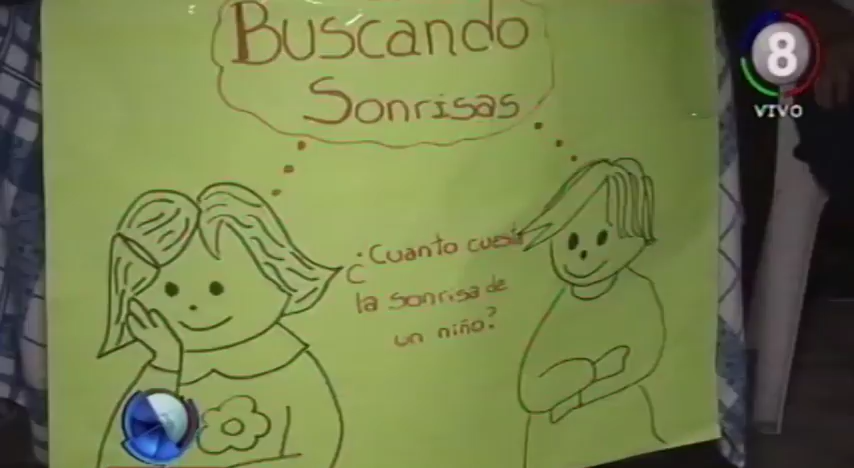 Buscando
Sonrisas
¿Cuanto cuesta
la sonrisa de
un niño?
8
VIVO